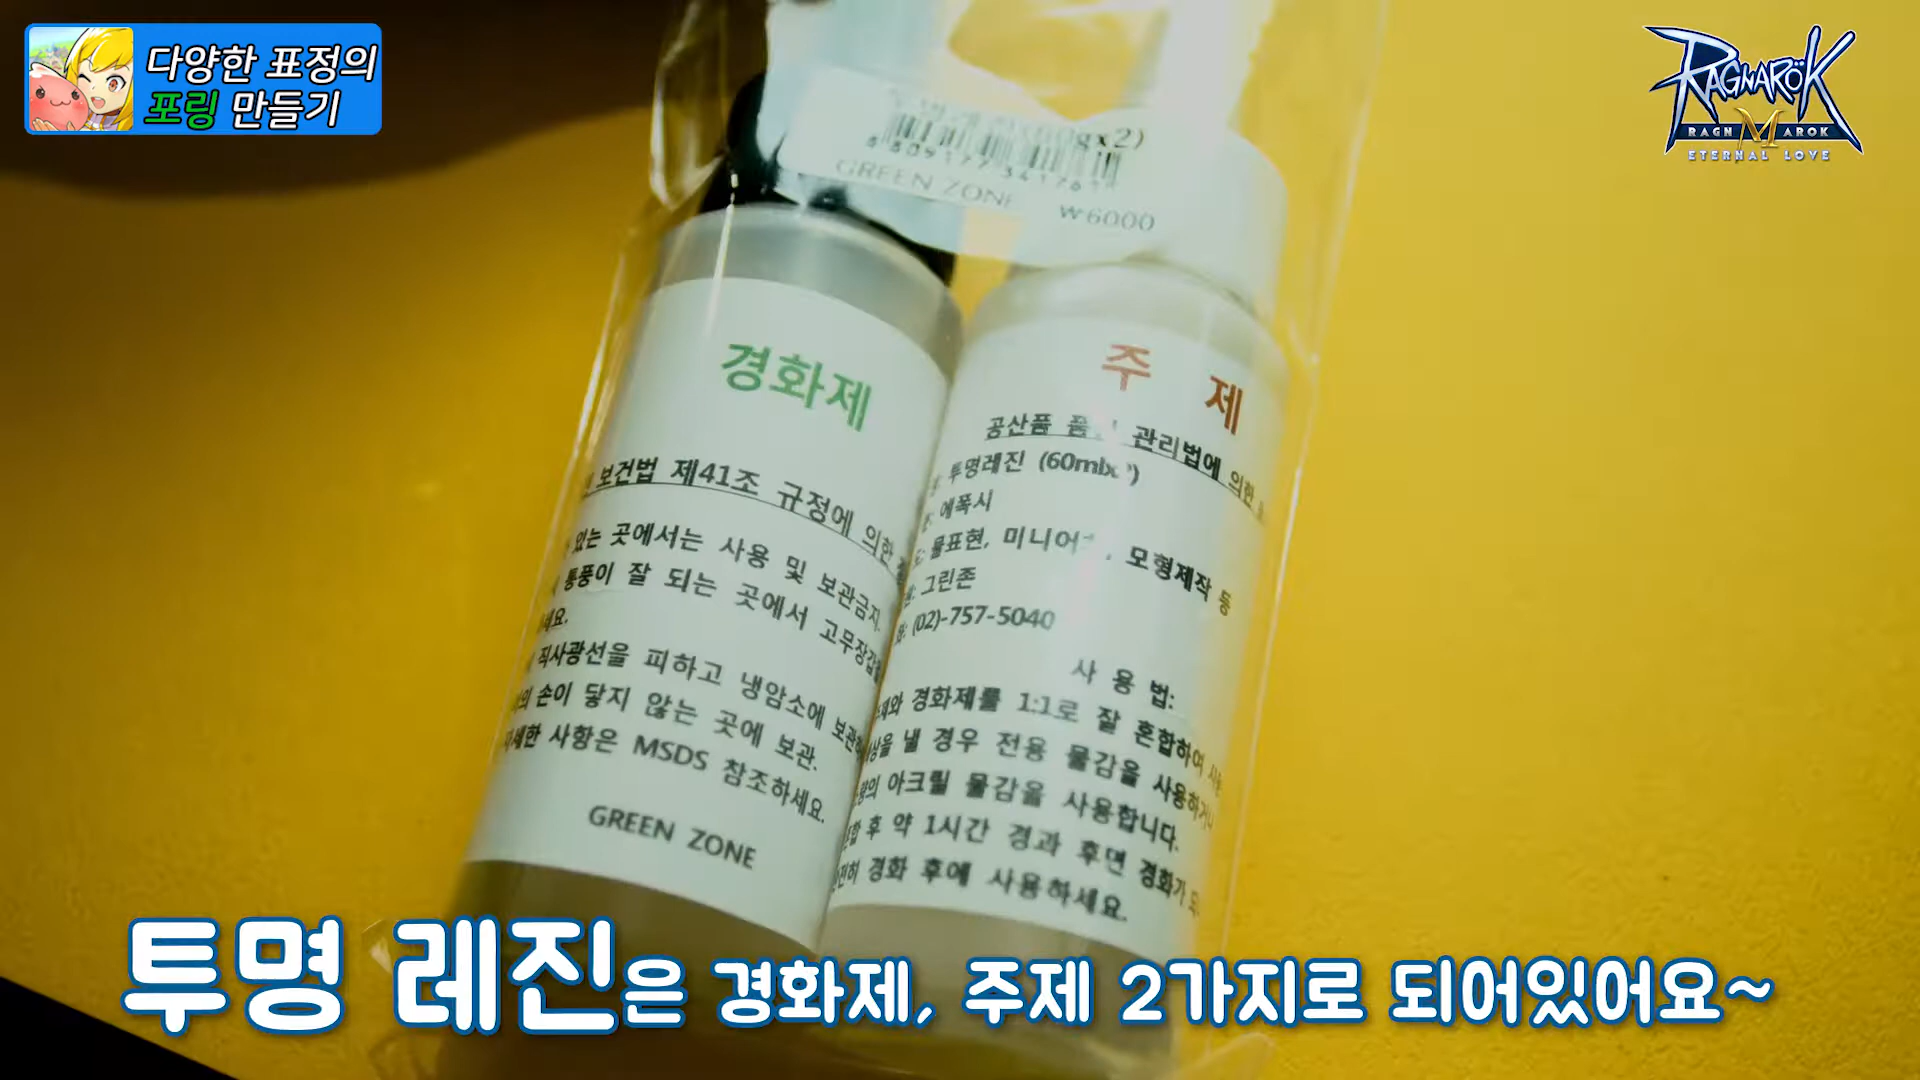 다양한 표정의
포링 만들기
RAGNARÖK
RAGN M AROK
ETERNAL LOVE
GREEN ZONE
₩6000
경화제
보건법 제41조 규정에 의한
있는 곳에서는 사용 및 보관금지.
통풍이 잘 되는 곳에서 고무장갑을
직사광선을 피하고 냉암소에
손이 닿지 않는 곳에 보관.
자세한 사항은 MSDS 참조하세요.
GREEN ZONE
주 제
공산품 관리법에 의한
투명레진
에폭시
물표현, 모형제작 등
그린존
(02)-757-5040
사 용 법:
경화제를 1:1로 잘 혼합하여
낼 경우 전용 물감을 사용하거나
아크릴 물감을 사용합니다.
후 약 1시간 경과 후면 경화가
경화 후에 사용하세요.
투명 레진은 경화제, 주제 2가지로 되어있어요~